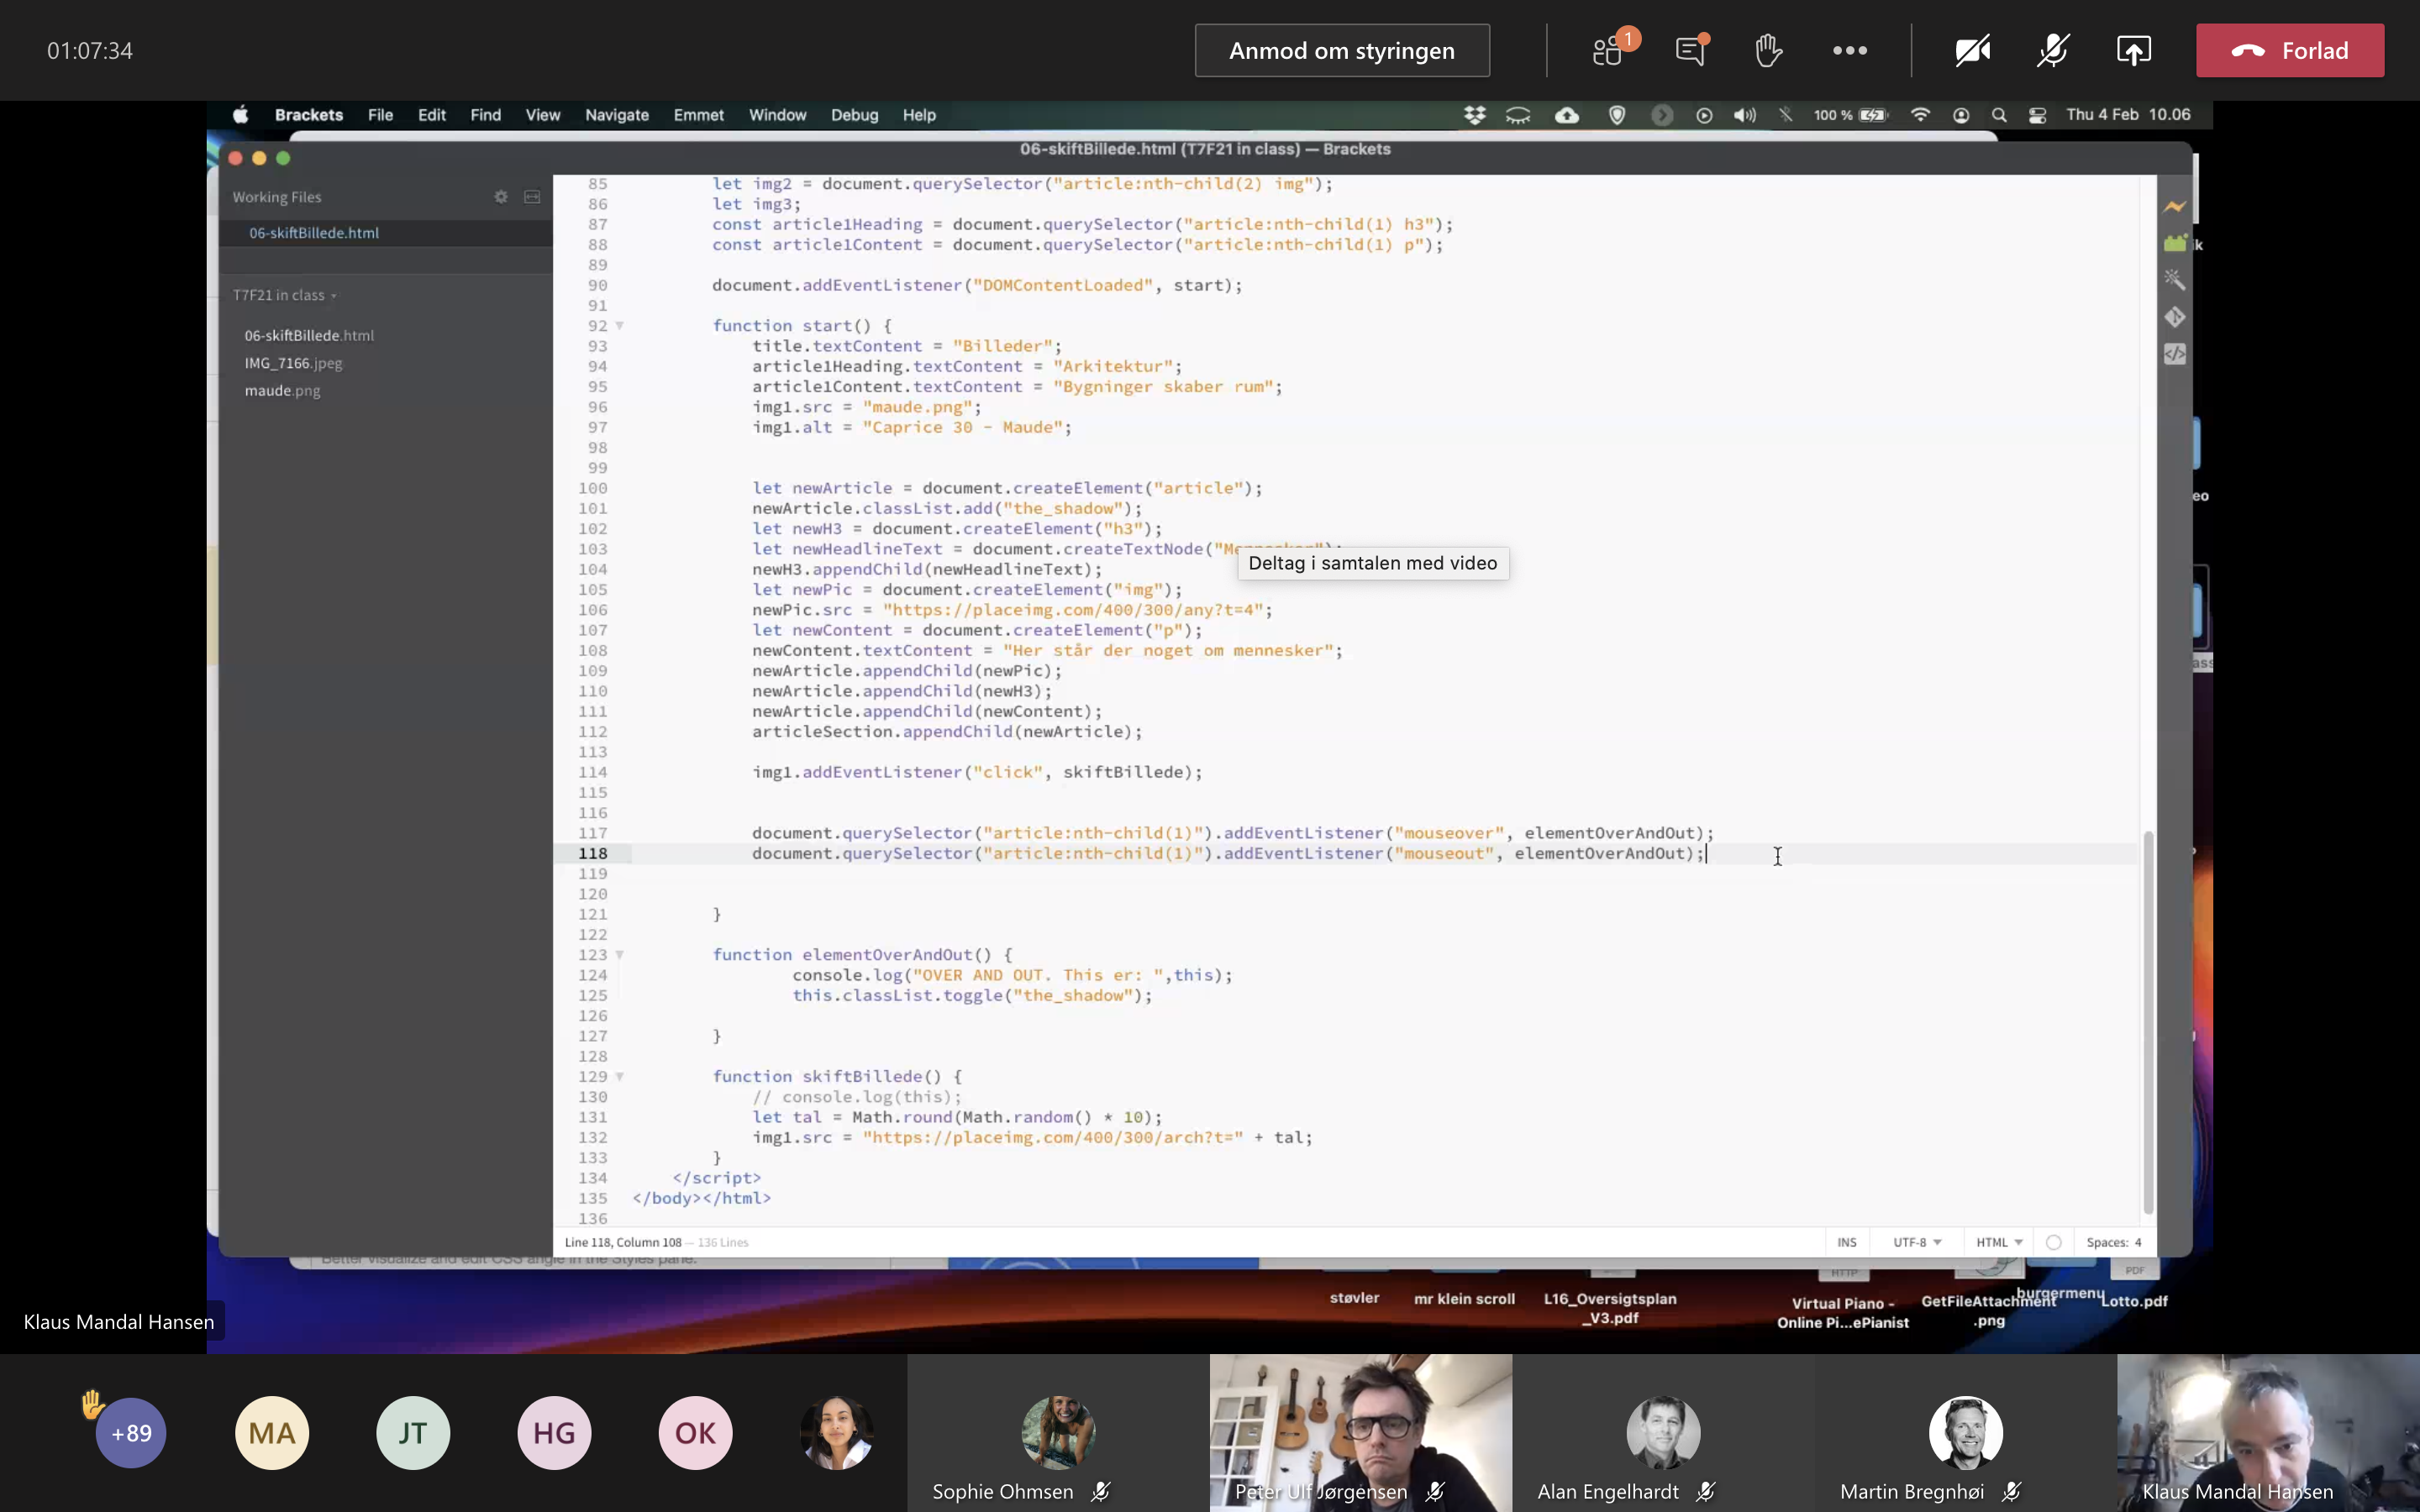 01:07:34
Anmod om styringen
1
Forlad
Brackets File Edit Find View Navigate Emmet Window Debug Help
100 %
Thu 4 Feb 10.06
06-skiftBillede.html (T7F21 in class) — Brackets
Working Files
06-skiftBillede.html
T7F21 in class
06-skiftBillede.html
IMG_7166.jpeg
maude.png
85 let img2 = document.querySelector("article:nth-child(2) img");
86 let img3;
87 const article1Heading = document.querySelector("article:nth-child(1) h3");
88 const article1Content = document.querySelector("article:nth-child(1) p");
89
90 document.addEventListener("DOMContentLoaded", start);
91
92 function start() {
93 title.textContent = "Billeder";
94 article1Heading.textContent = "Arkitektur";
95 article1Content.textContent = "Bygninger skaber rum";
96 img1.src = "maude.png";
97 img1.alt = "Caprice 30 - Maude";
98
99
100 let newArticle = document.createElement("article");
101 newArticle.classList.add("the_shadow");
102 let newH3 = document.createElement("h3");
103 let newHeadlineText = document.createTextNode("Mennesker");
104 newH3.appendChild(newHeadlineText);
Deltag i samtalen med video
105 let newPic = document.createElement("img");
106 newPic.src = "https://placeimg.com/400/300/any?t=4";
107 let newContent = document.createElement("p");
108 newContent.textContent = "Her står der noget om mennesker";
109 newArticle.appendChild(newPic);
110 newArticle.appendChild(newH3);
111 newArticle.appendChild(newContent);
112 articleSection.appendChild(newArticle);
113
114 img1.addEventListener("click", skiftBillede);
115
116
117 document.querySelector("article:nth-child(1)").addEventListener("mouseover", elementOverAndOut);
118 document.querySelector("article:nth-child(1)").addEventListener("mouseout", elementOverAndOut);
119
120
121 }
122
123 function elementOverAndOut() {
124 console.log("OVER AND OUT. This er: ",this);
125 this.classList.toggle("the_shadow");
126
127 }
128
129 function skiftBillede() {
130 // console.log(this);
131 let tal = Math.round(Math.random() * 10);
132 img1.src = "https://placeimg.com/400/300/arch?t=" + tal;
133 }
134 </script>
135 </body></html>
136
Line 118, Column 108 — 136 Lines
INS UTF-8 HTML Spaces: 4
Better visualize and edit CSS angle in the Styles pane.
HTTP
PDF
støvler
mr klein scroll
L16_Oversigtsplan
_V3.pdf
Virtual Piano -
Online Pi...ePianist
GetFileAttachment
.png
burgermenu
Lotto.pdf
Klaus Mandal Hansen
+89
MA
JT
HG
OK
Sophie Ohmsen
Peter Ulf Jørgensen
Alan Engelhardt
Martin Bregnhøi
Klaus Mandal Hansen